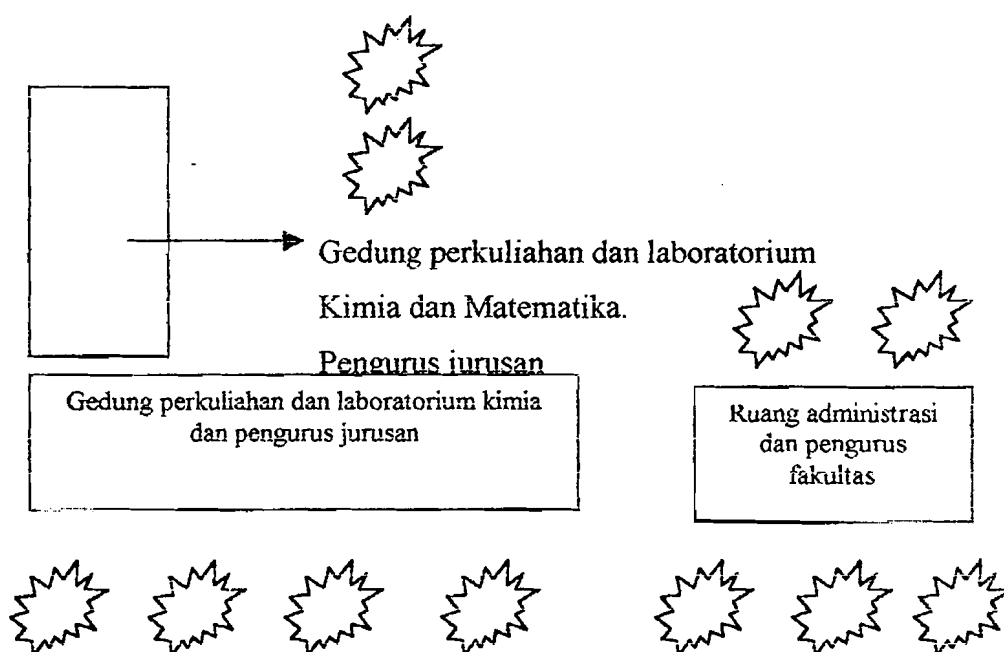 Gedung perkuliahan dan laboratorium
Kimia dan Matematika.
Pengurus jurusan
Gedung perkuliahan dan laboratorium kimia
dan pengurus jurusan
Ruang administrasi
dan pengurus
fakultas